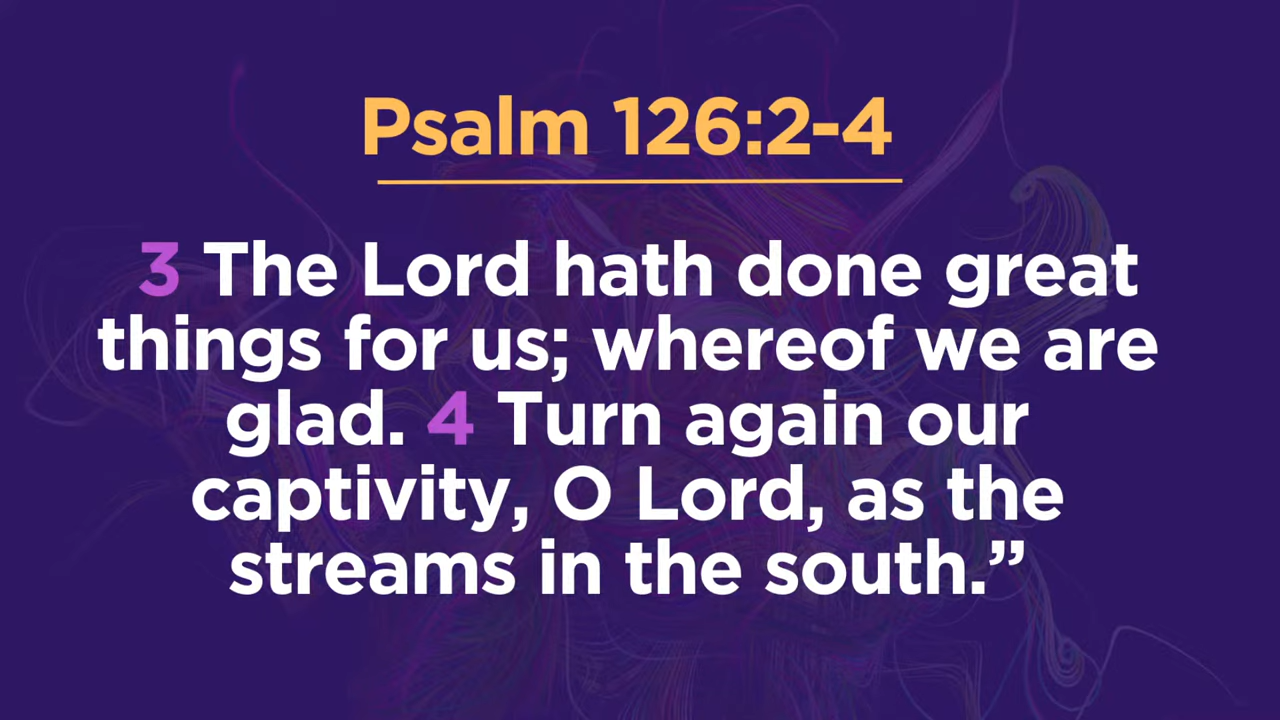 Psalm 126:2-4
3 The Lord hath done great
things for us; whereof we are
glad. 4 Turn again our
captivity, O Lord, as the
streams in the south.”